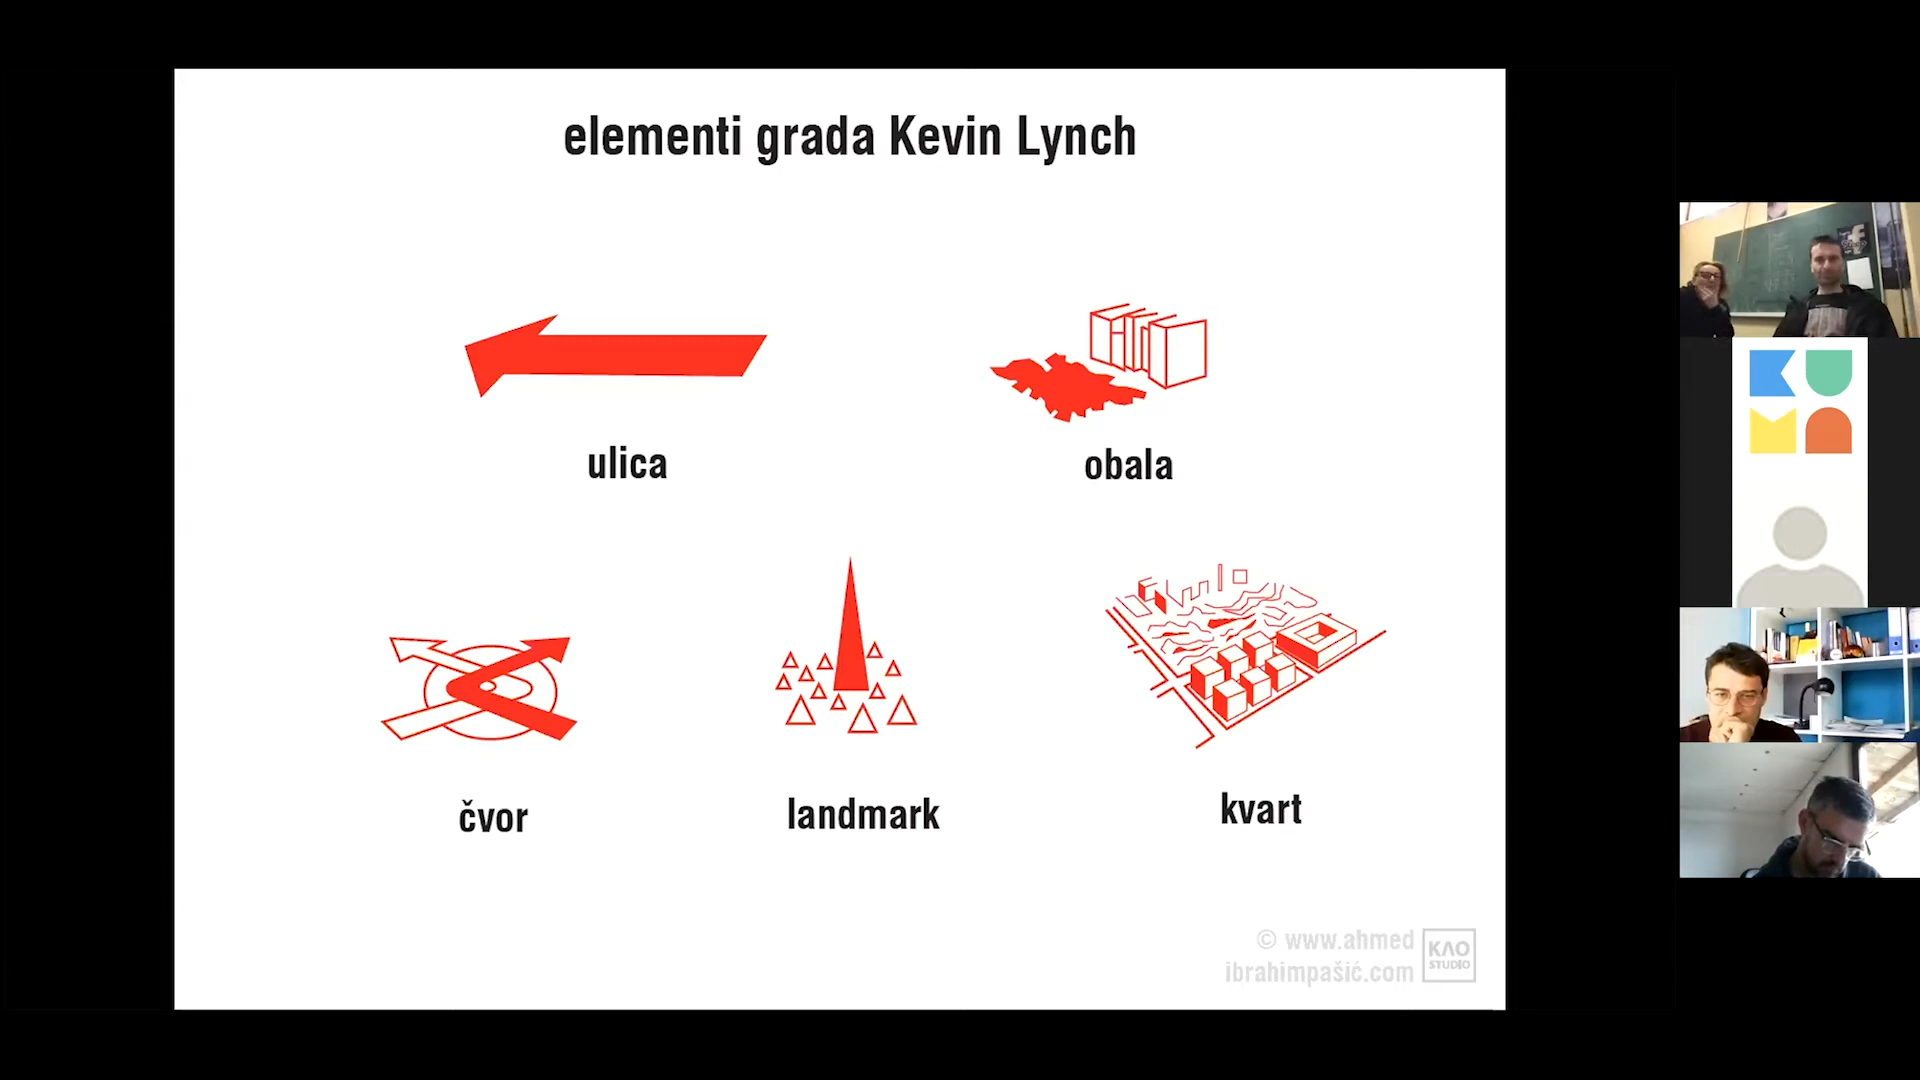 elementi grada Kevin Lynch
ulica
obala
čvor
landmark
kvart
© www.ahmed
ibrahimpašić.com
KΛO
STUDIO